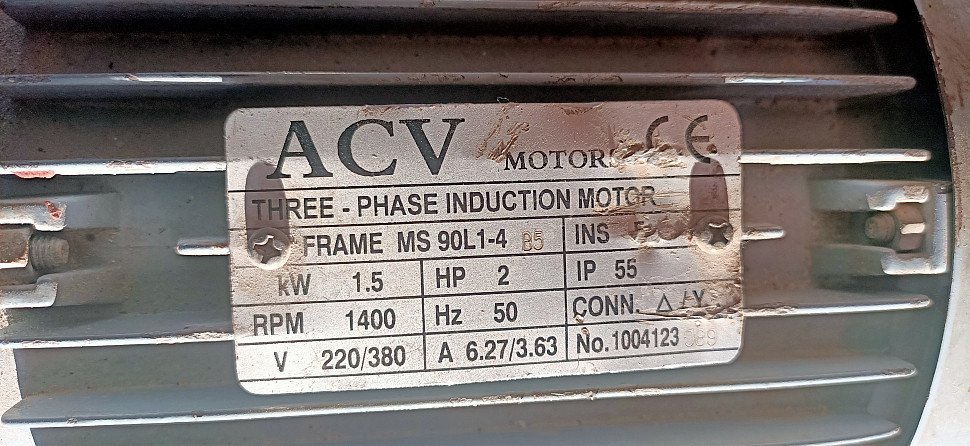 ACV MOTORS CE
THREE - PHASE INDUCTION MOTOR
FRAME MS 90L1-4 B5 INS
kW 1.5 HP 2 IP 55
RPM 1400 Hz 50 CONN. △/Y
V 220/380 A 6.27/3.63 No.1004123